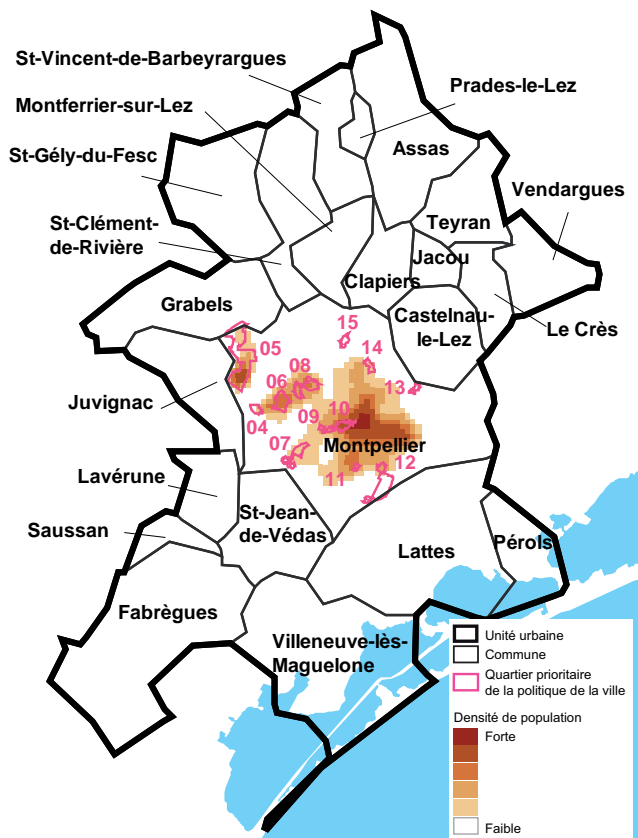 St-Vincent-de-Barbeyrargues
Prades-le-Lez
Montferrier-sur-Lez
Assas
St-Gély-du-Fesc
Vendargues
Teyran
St-Clément-
de-Rivière
Jacou
Clapiers
Grabels
Castelnau-
le-Lez
Le Crès
15
05
14
08
06
13
Juvignac
04
09
10
07
Montpellier
12
11
Lavérune
St-Jean-
de-Védas
Saussan
Lattes
Pérols
Fabrègues
Villeneuve-lès-
Maguelone
Unité urbaine
Commune
Quartier prioritaire
de la politique de la ville
Densité de population
Forte
Faible